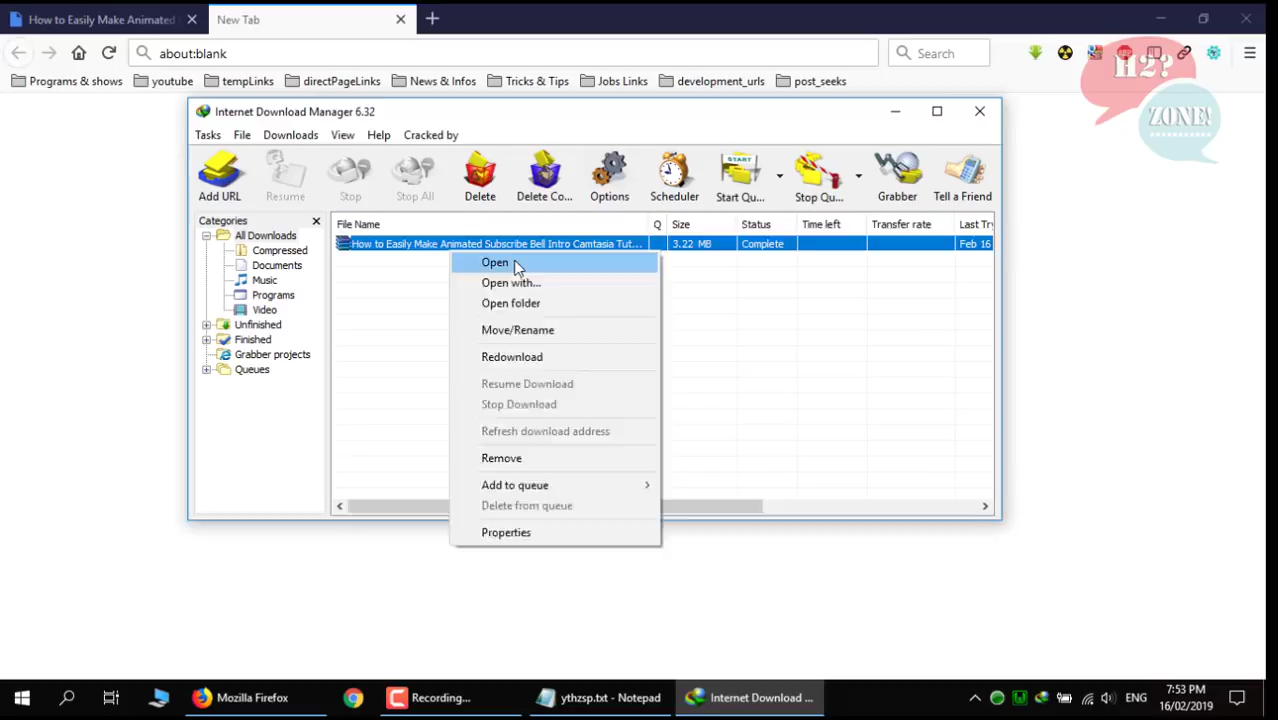 How to Easily Make Animated
New Tab
about:blank
Search
Programs & shows
youtube
tempLinks
directPageLinks
News & Infos
Tricks & Tips
Jobs Links
development_urls
post_seeks
H2?
ZONE!
Internet Download Manager 6.32
Tasks File Downloads View Help Cracked by
START
Add URL Resume Stop Stop All Delete Delete Co... Options Scheduler Start Qu... Stop Qu... Grabber Tell a Friend
Categories
File Name Q Size Status Time left Transfer rate Last Try
All Downloads
How to Easily Make Animated Subscribe Bell Intro Camtasia Tut... 3.22 MB Complete Feb 16
Compressed
Documents
Music
Programs
Video
Unfinished
Finished
Grabber projects
Queues
Open
Open with...
Open folder
Move/Rename
Redownload
Resume Download
Stop Download
Refresh download address
Remove
Add to queue
Delete from queue
Properties
Mozilla Firefox
Recording...
ythzsp.txt - Notepad
Internet Download ...
ENG
7:53 PM
16/02/2019